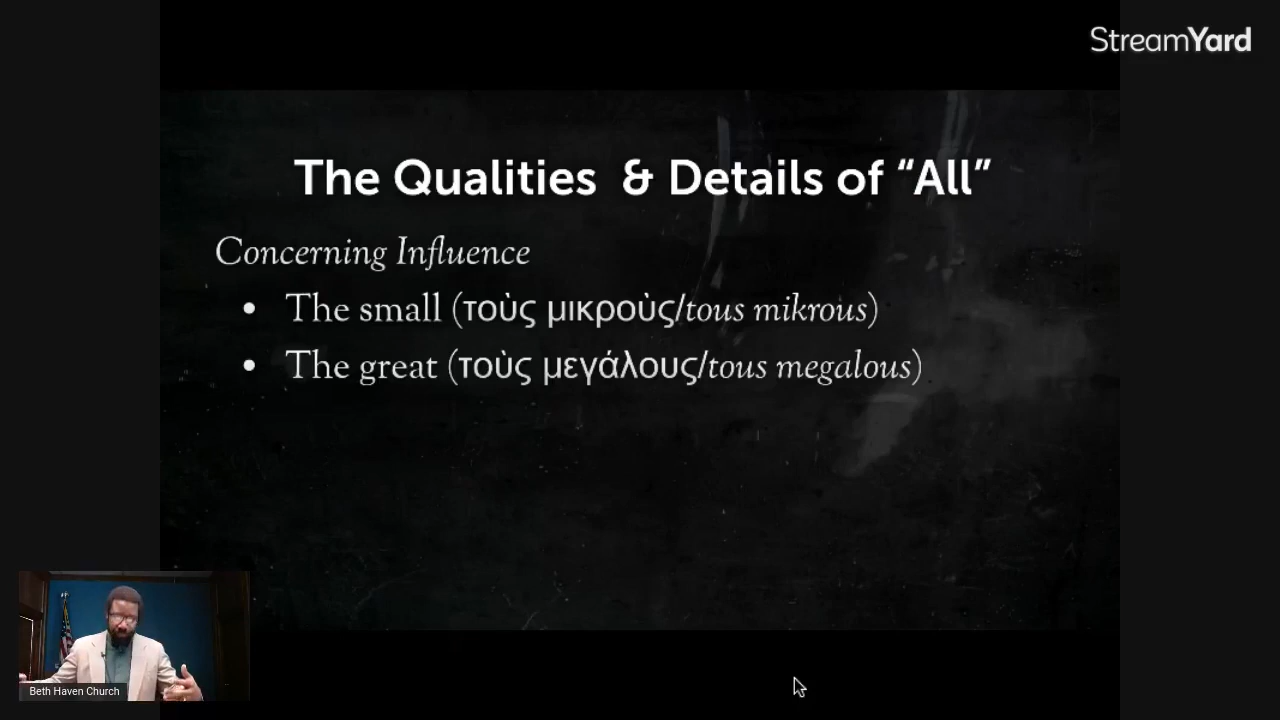 StreamYard
The Qualities & Details of “All”
Concerning Influence
• The small (τοὺς μικροὺς/tous mikrous)
• The great (τοὺς μεγάλους/tous megalous)
Beth Haven Church